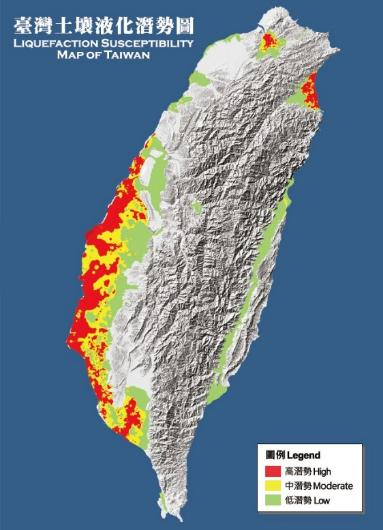 臺灣土壤液化潛勢圖
LIQUEFACTION SUSCEPTIBILITY
MAP OF TAIWAN
圖例 Legend
高潛勢 High
中潛勢 Moderate
低潛勢 Low